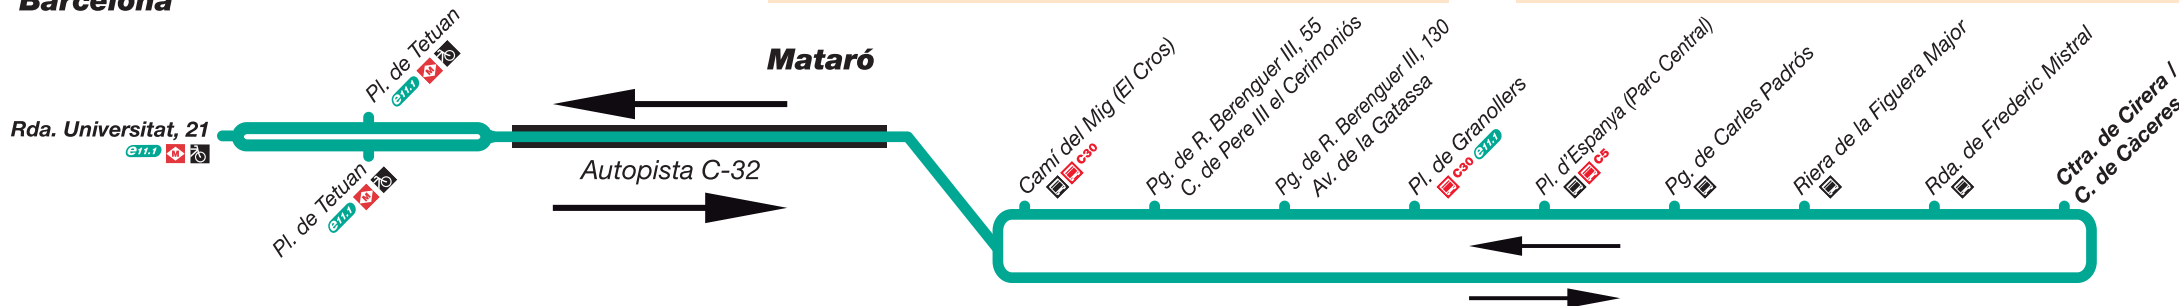 Barcelona
Pl. de Tetuan
e11.1 M
Rda. Universitat, 21
e11.1 M
Pl. de Tetuan
e11.1 M
Mataró
Autopista C-32
Camí del Mig (El Cros)
C30
Pg. de R. Berenguer III, 55
C. de Pere III el Cerimoniós
Pg. de R. Berenguer III, 130
Av. de la Gatassa
Pl. de Granollers
C30 e11.1
Pl. d'Espanya (Parc Central)
C5
Pg. de Carles Padrós
Riera de la Figuera Major
Rda. de Frederic Mistral
Ctra. de Cirera /
C. de Càceres